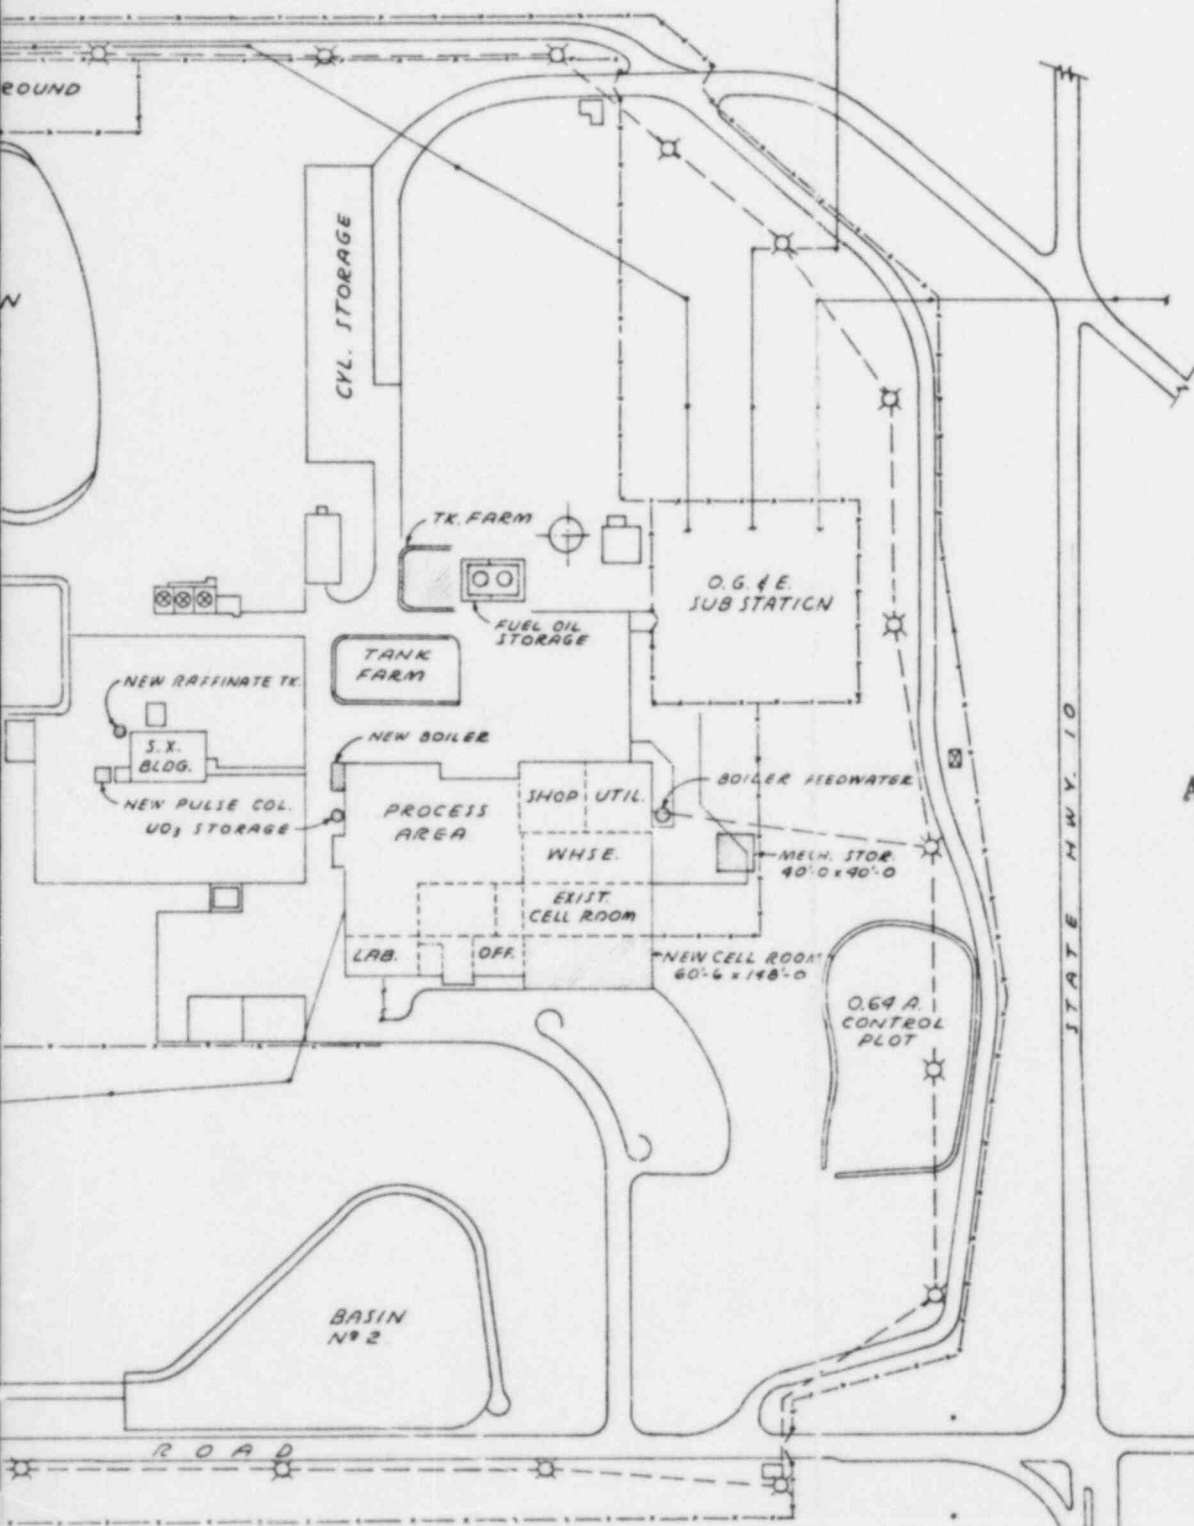 ROUND
N
CYL. STORAGE
TK. FARM
O.G. & E.
SUB STATION
FUEL OIL
STORAGE
TANK
FARM
NEW RAFFINATE TK.
NEW BOILER
S.X.
BLDG.
BOILER FEEDWATER
NEW PULSE COL.
UO3 STORAGE
PROCESS
AREA
SHOP
UTIL.
WHSE.
MECH. STOR.
40'-0 x 40'-0
EXIST.
CELL ROOM
LAB.
OFF.
NEW CELL ROOM
60'-6 x 148'-0
STATE HWY. 10
0.64 A.
CONTROL
PLOT
BASIN
Nº 2
ROAD